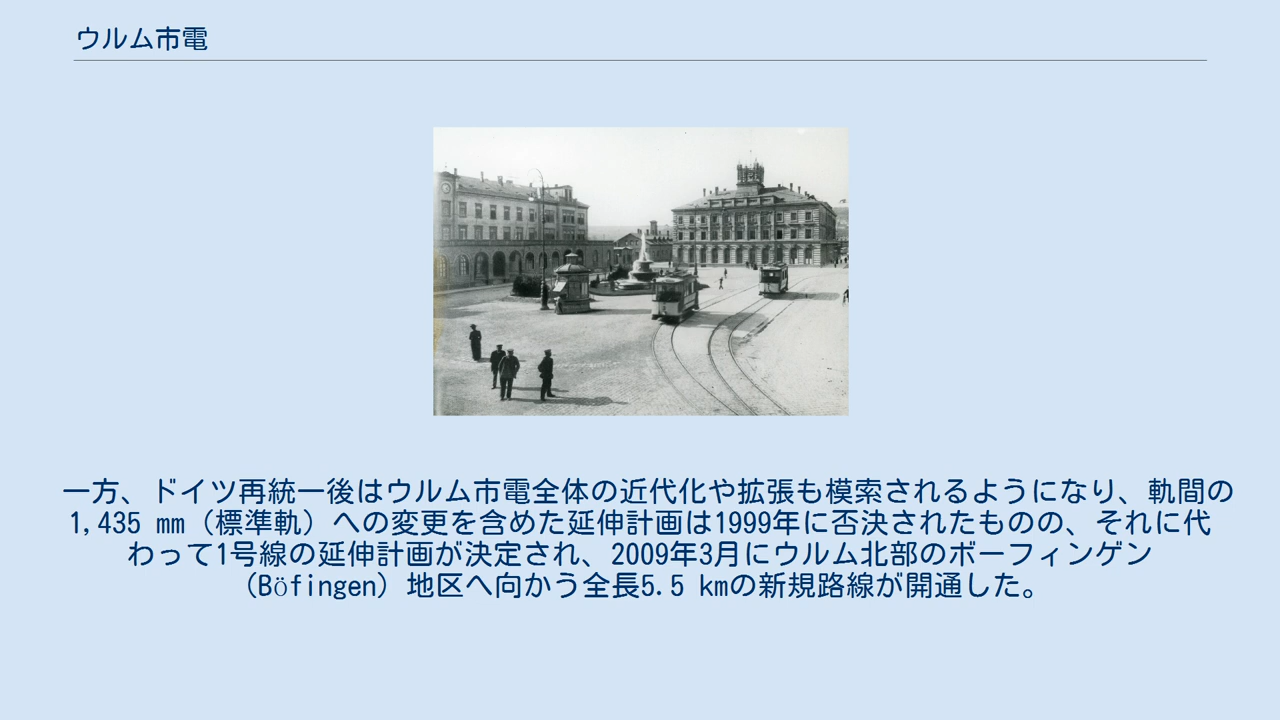 ウルム市電
一方、ドイツ再統一後はウルム市電全体の近代化や拡張も模索されるようになり、軌間の
1,435 mm（標準軌）への変更を含めた延伸計画は1999年に否決されたものの、それに代
わって1号線の延伸計画が決定され、2009年3月にウルム北部のボーフィンゲン
（Böfingen）地区へ向かう全長5.5 kmの新規路線が開通した。